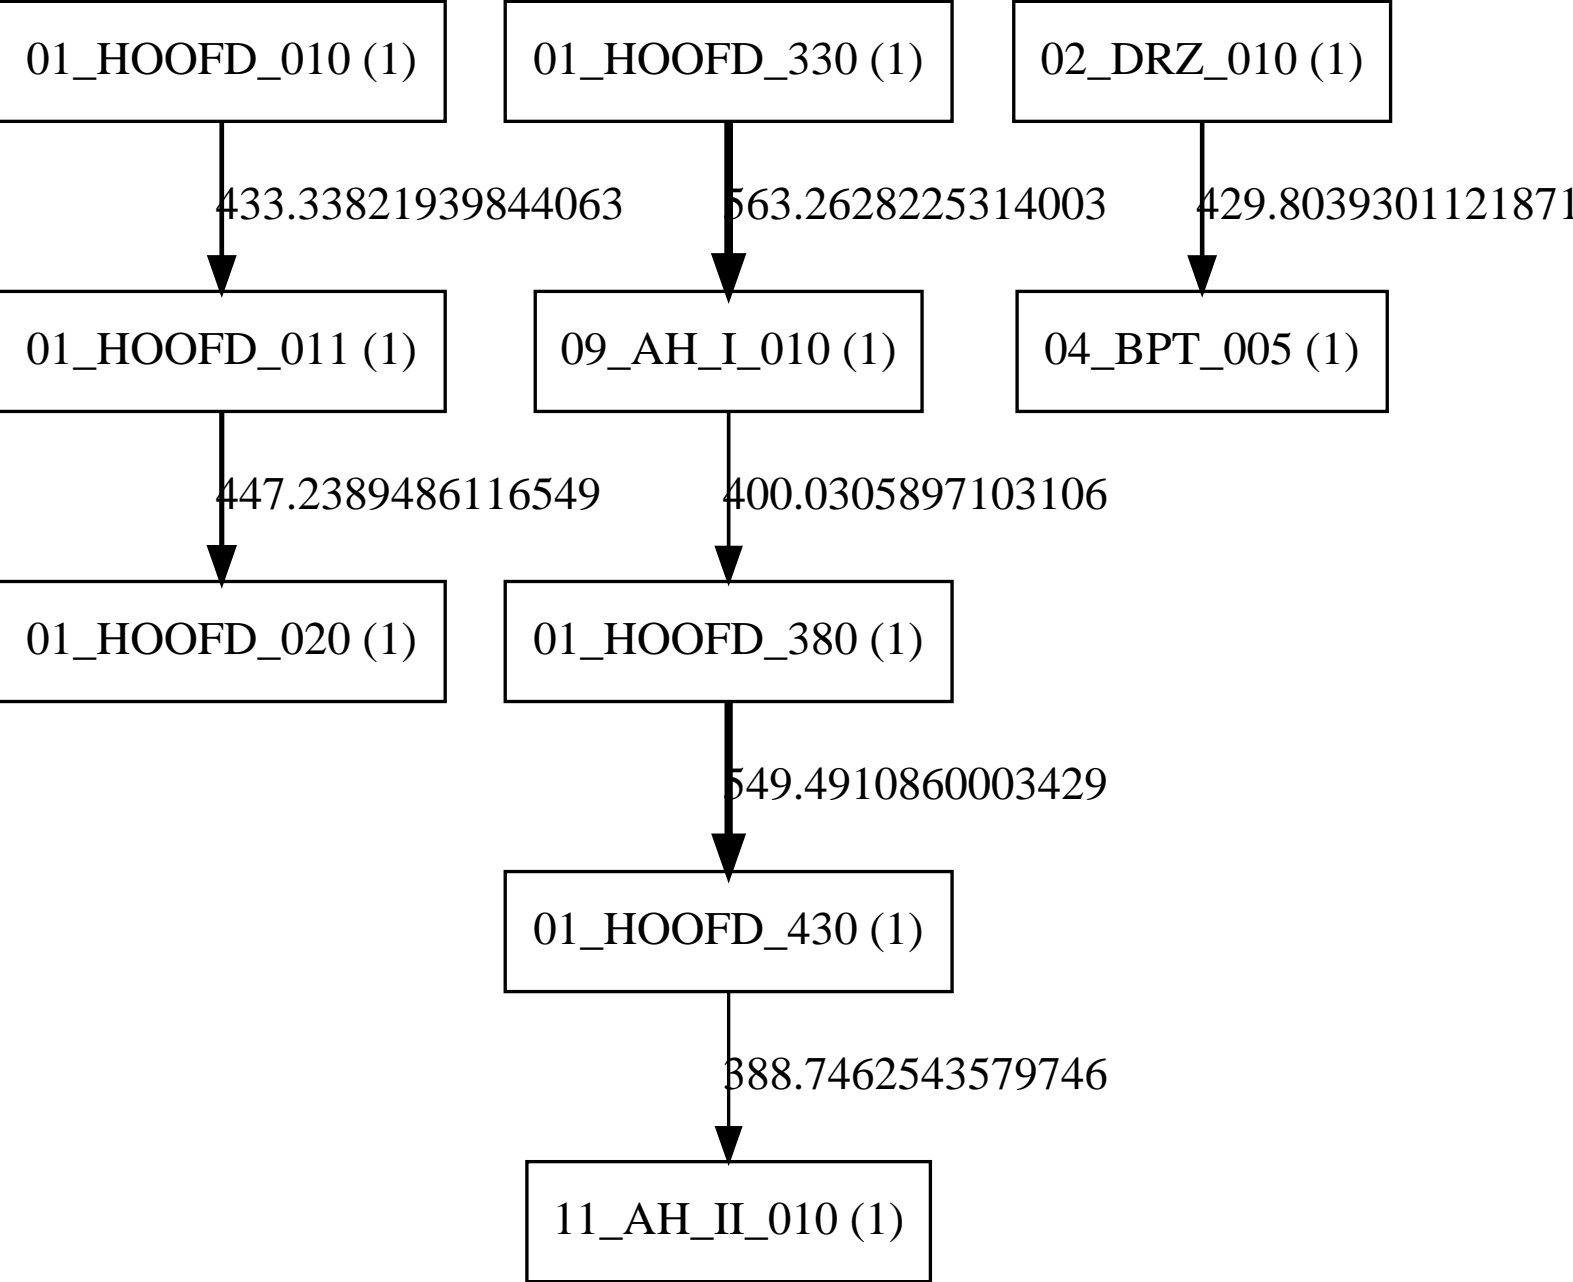 01_HOOFD_010 (1)
01_HOOFD_330 (1)
02_DRZ_010 (1)
433.33821939844063
563.2628225314003
429.8039301121871
01_HOOFD_011 (1)
09_AH_I_010 (1)
04_BPT_005 (1)
447.2389486116549
400.0305897103106
01_HOOFD_020 (1)
01_HOOFD_380 (1)
549.4910860003429
01_HOOFD_430 (1)
388.7462543579746
11_AH_II_010 (1)